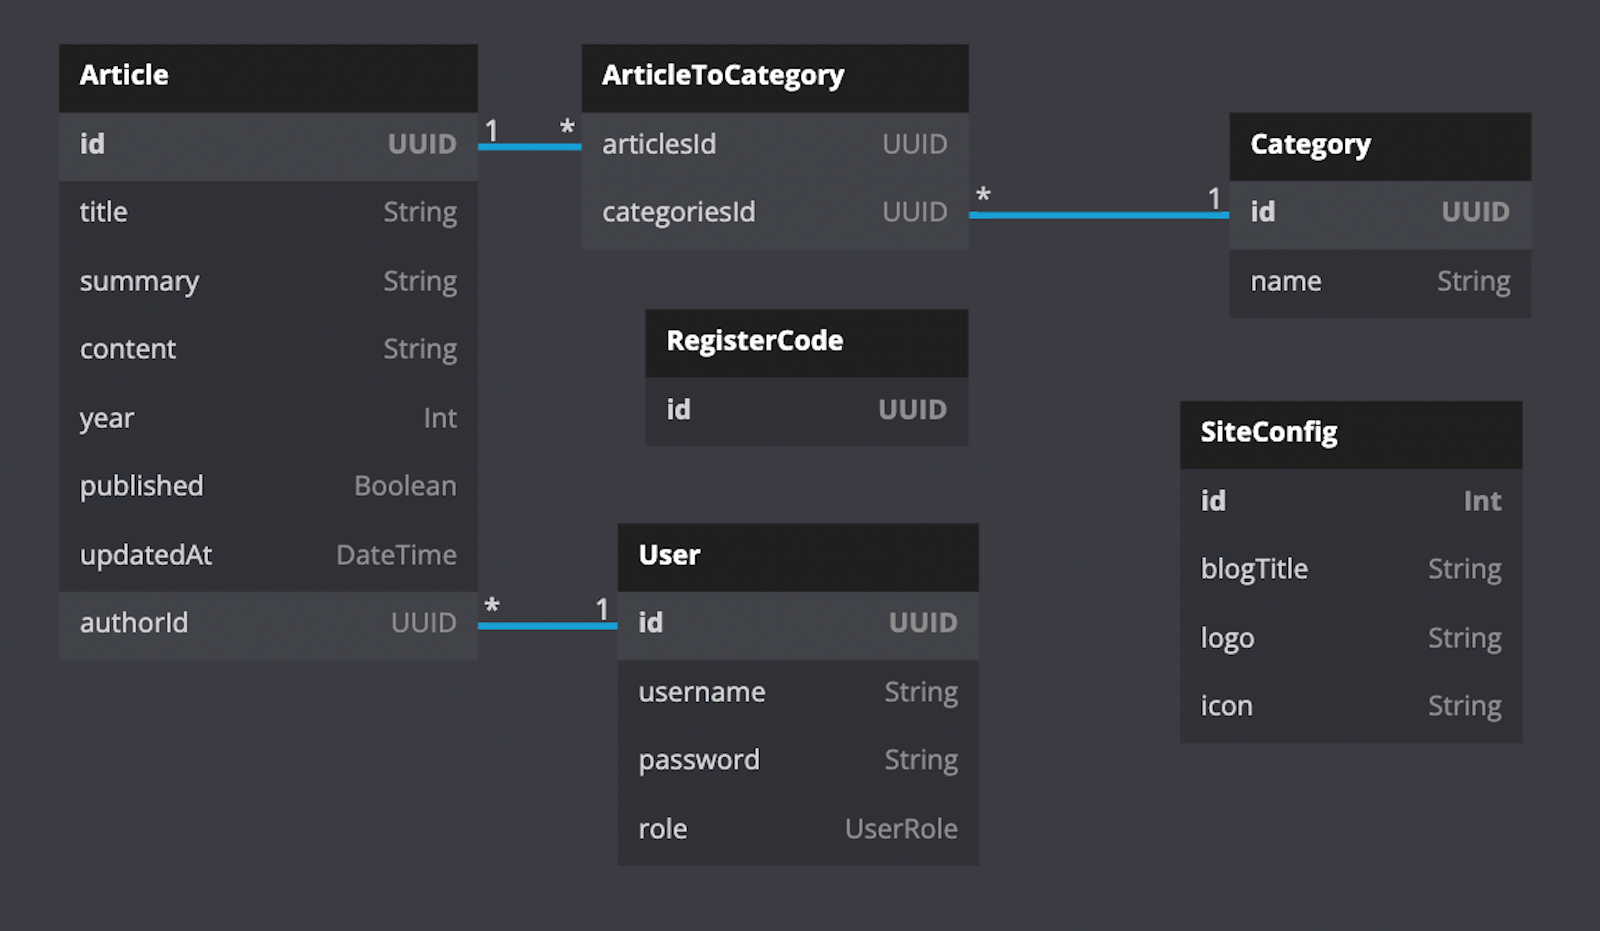 Article
id UUID
title String
summary String
content String
year Int
published Boolean
updatedAt DateTime
authorId UUID
1 *
ArticleToCategory
articlesId UUID
categoriesId UUID
* 1
Category
id UUID
name String
RegisterCode
id UUID
* 1
User
id UUID
username String
password String
role UserRole
SiteConfig
id Int
blogTitle String
logo String
icon String